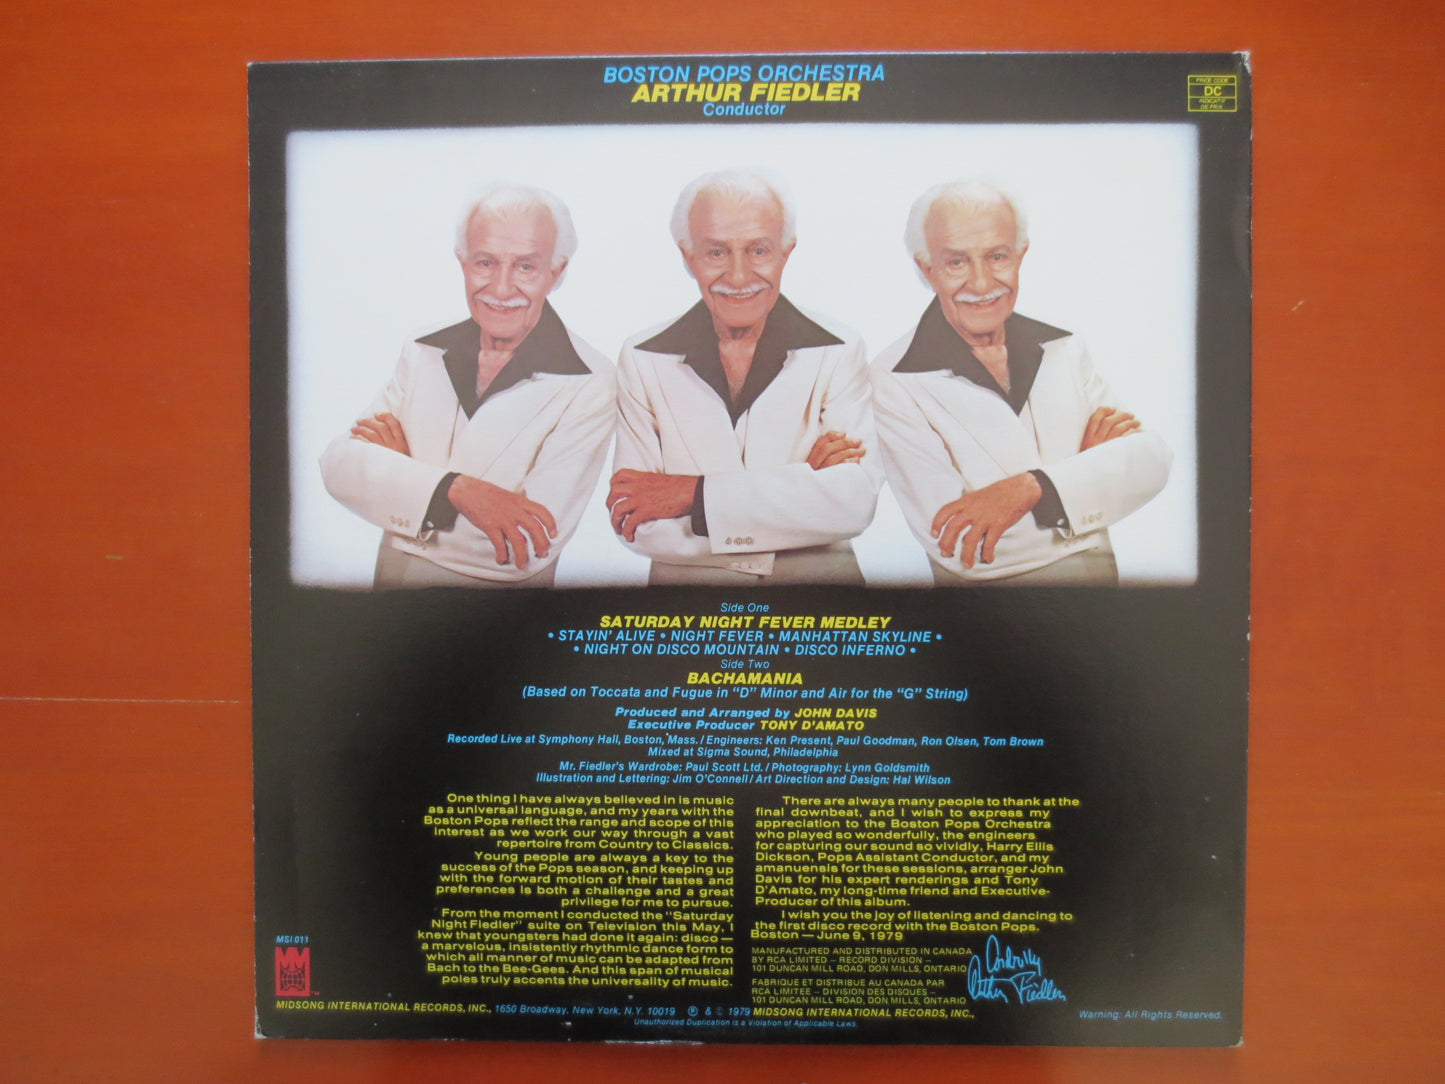 BOSTON POPS ORCHESTRA
ARTHUR FIEDLER
Conductor
PRICE CODE
DC
INDICATIF
DE PRIX
Side One
SATURDAY NIGHT FEVER MEDLEY
• STAYIN' ALIVE • NIGHT FEVER • MANHATTAN SKYLINE •
• NIGHT ON DISCO MOUNTAIN • DISCO INFERNO •
Side Two
BACHAMANIA
(Based on Toccata and Fugue in "D" Minor and Air for the "G" String)
Produced and Arranged by JOHN DAVIS
Executive Producer TONY D'AMATO
Recorded Live at Symphony Hall, Boston, Mass. / Engineers: Ken Present, Paul Goodman, Ron Olsen, Tom Brown
Mixed at Sigma Sound, Philadelphia
Mr. Fiedler's Wardrobe: Paul Scott Ltd. / Photography: Lynn Goldsmith
Illustration and Lettering: Jim O'Connell / Art Direction and Design: Hal Wilson
One thing I have always believed in is music
as a universal language, and my years with the
Boston Pops reflect the range and scope of this
interest as we work our way through a vast
repertoire from Country to Classics.
Young people are always a key to the
success of the Pops season, and keeping up
with the forward motion of their tastes and
preferences is both a challenge and a great
privilege for me to pursue.
From the moment I conducted the "Saturday
Night Fiedler" suite on Television this May, I
knew that youngsters had done it again: disco —
a marvelous, insistently rhythmic dance form to
which all manner of music can be adapted from
Bach to the Bee-Gees. And this span of musical
poles truly accents the universality of music.
There are always many people to thank at the
final downbeat, and I wish to express my
appreciation to the Boston Pops Orchestra
who played so wonderfully, the engineers
for capturing our sound so vividly, Harry Ellis
Dickson, Pops Assistant Conductor, and my
amanuensis for these sessions, arranger John
Davis for his expert renderings and Tony
D'Amato, my long-time friend and Executive-
Producer of this album.
I wish you the joy of listening and dancing to
the first disco record with the Boston Pops.
Boston — June 9, 1979
Cordially
Arthur Fiedler
MANUFACTURED AND DISTRIBUTED IN CANADA
BY RCA LIMITED – RECORD DIVISION –
101 DUNCAN MILL ROAD, DON MILLS, ONTARIO
FABRIQUE ET DISTRIBUE AU CANADA PAR
RCA LIMITEE – DIVISION DES DISQUES –
101 DUNCAN MILL ROAD, DON MILLS, ONTARIO
MSI 011
M
TM
MIDSONG INTERNATIONAL RECORDS, INC., 1650 Broadway, New York, N.Y. 10019 ℗ & © 1979 MIDSONG INTERNATIONAL RECORDS, INC.,
Unauthorized Duplication is a Violation of Applicable Laws.
Warning: All Rights Reserved.